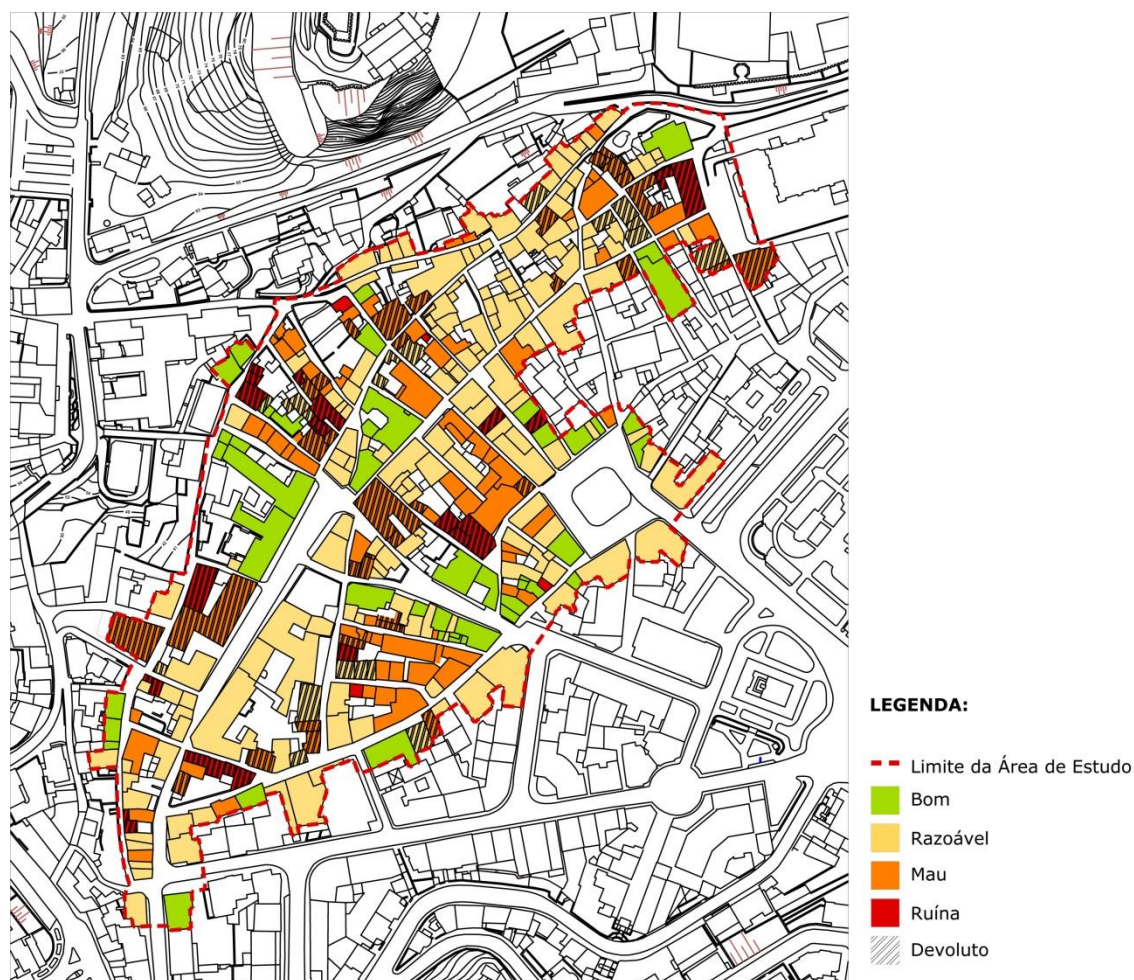 LEGENDA:
Limite da Área de Estudo
Bom
Razoável
Mau
Ruína
Devoluto